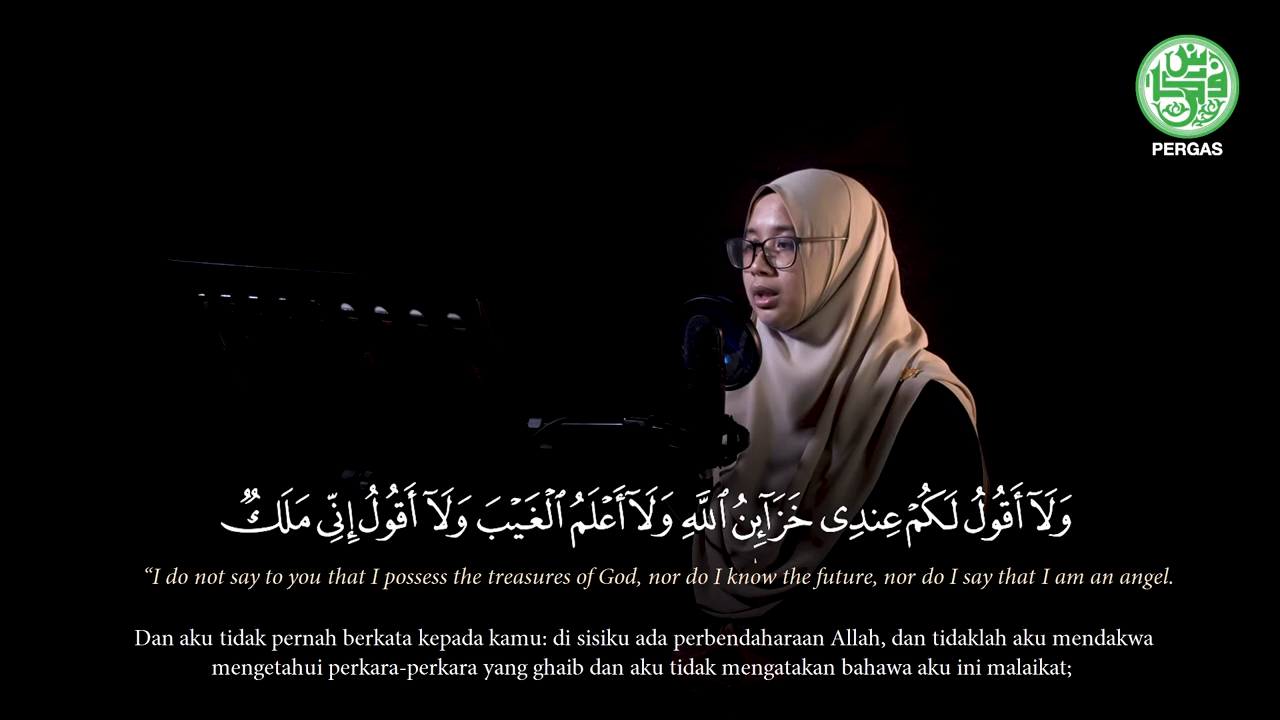 PERGAS
وَلَآ أَقُولُ لَكُمْ عِندِى خَزَآئِنُ ٱللَّهِ وَلَآ أَعْلَمُ ٱلْغَيْبَ وَلَآ أَقُولُ إِنِّى مَلَكٌ
“I do not say to you that I possess the treasures of God, nor do I know the future, nor do I say that I am an angel.
Dan aku tidak pernah berkata kepada kamu: di sisiku ada perbendaharaan Allah, dan tidaklah aku mendakwa
mengetahui perkara-perkara yang ghaib dan aku tidak mengatakan bahawa aku ini malaikat;